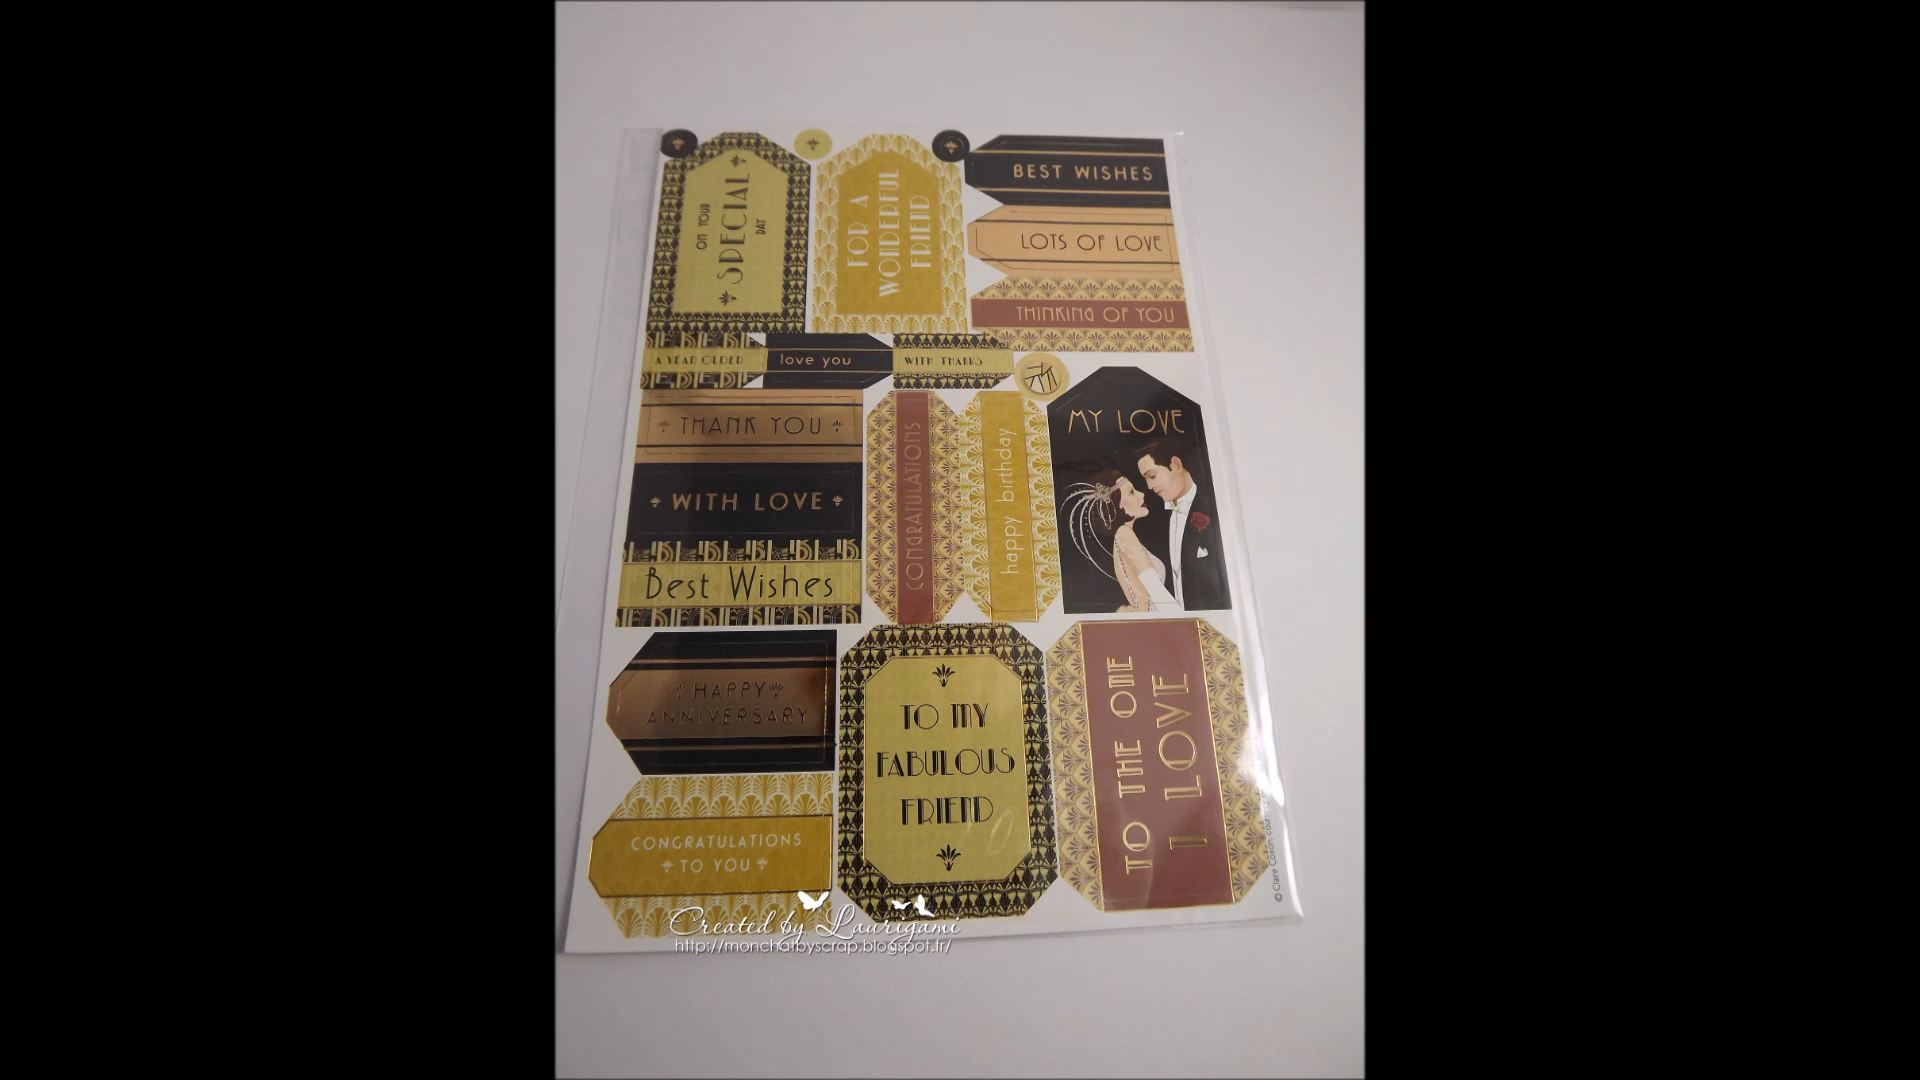 ON YOUR
SPECIAL
DAY
FOR A
WONDERFUL
FRIEND
BEST WISHES
LOTS OF LOVE
THINKING OF YOU
A YEAR OLDER
love you
WITH THANKS
THANK YOU
WITH LOVE
Best Wishes
CONGRATULATIONS
happy birthday
MY LOVE
HAPPY
ANNIVERSARY
CONGRATULATIONS
TO YOU
TO MY
FABULOUS
FRIEND
TO THE ONE
I LOVE
© Claire Coxon
Created by Laurigami
http://monchatbyscrap.blogspot.fr/